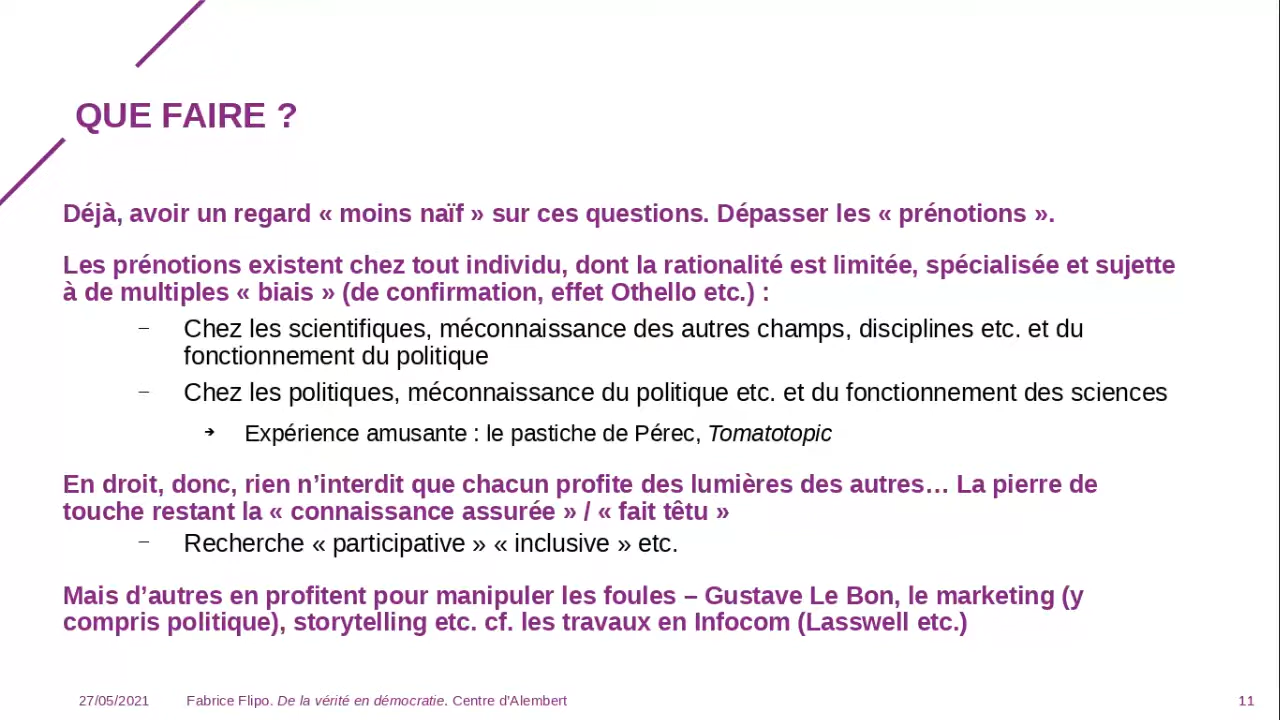 QUE FAIRE ?
Déjà, avoir un regard « moins naïf » sur ces questions. Dépasser les « prénotions ».
Les prénotions existent chez tout individu, dont la rationalité est limitée, spécialisée et sujette
à de multiples « biais » (de confirmation, effet Othello etc.) :
– Chez les scientifiques, méconnaissance des autres champs, disciplines etc. et du
fonctionnement du politique
– Chez les politiques, méconnaissance du politique etc. et du fonctionnement des sciences
➔ Expérience amusante : le pastiche de Pérec, Tomatotopic
En droit, donc, rien n’interdit que chacun profite des lumières des autres… La pierre de
touche restant la « connaissance assurée » / « fait têtu »
– Recherche « participative » « inclusive » etc.
Mais d’autres en profitent pour manipuler les foules – Gustave Le Bon, le marketing (y
compris politique), storytelling etc. cf. les travaux en Infocom (Lasswell etc.)
27/05/2021 Fabrice Flipo. De la vérité en démocratie. Centre d’Alembert 11